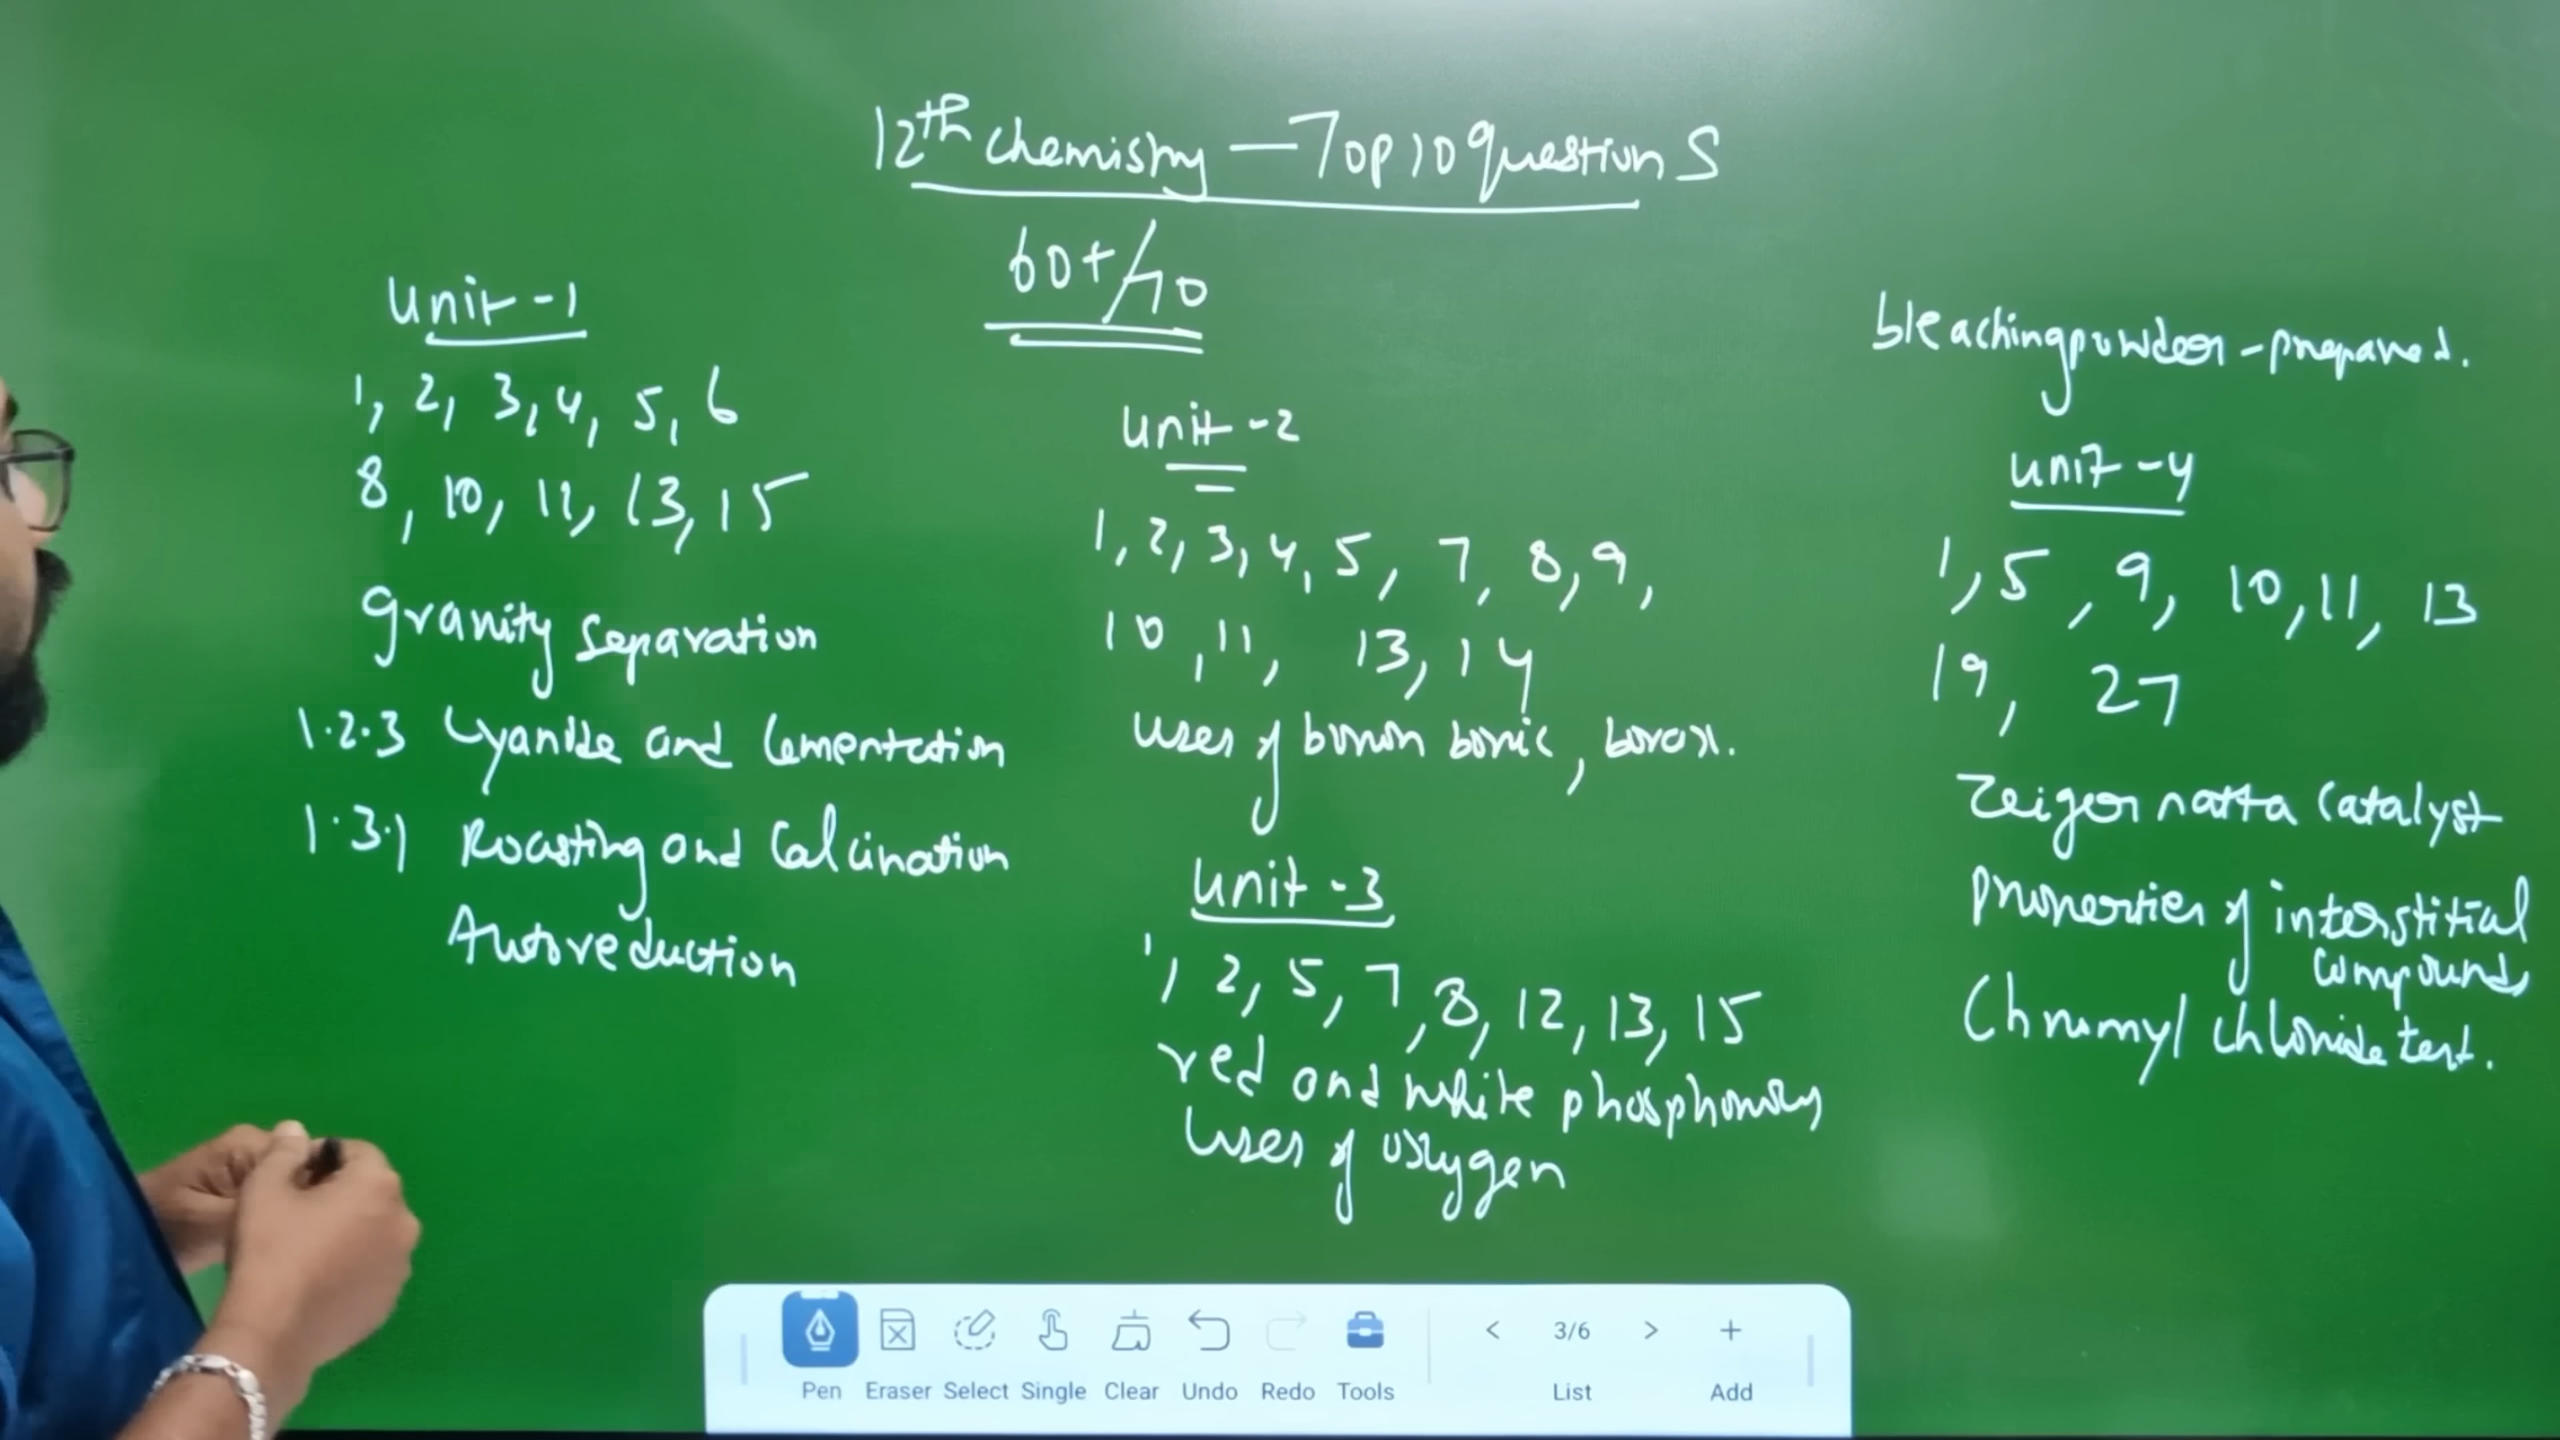 12th chemistry — Top 10 questions
60+/70
Unit-1
1, 2, 3, 4, 5, 6
8, 10, 11, 13, 15
gravity separation
1.2.3 Cyanide and Cementation
1.3.1 Roasting and Calcination
Autoreduction
Unit-2
1, 2, 3, 4, 5, 7, 8, 9,
10, 11, 13, 14
Uses of boron boric, borax.
Unit-3
1, 2, 5, 7, 8, 12, 13, 15
red and white phosphorus
Uses of oxygen
bleaching powder - prepared.
Unit-4
1, 5, 9, 10, 11, 13
19, 27
Zeiger natta Catalyst
Properties of interstitial
Compounds
Chromyl chloride test.
Pen Eraser Select Single Clear Undo Redo Tools < 3/6 > +
List Add